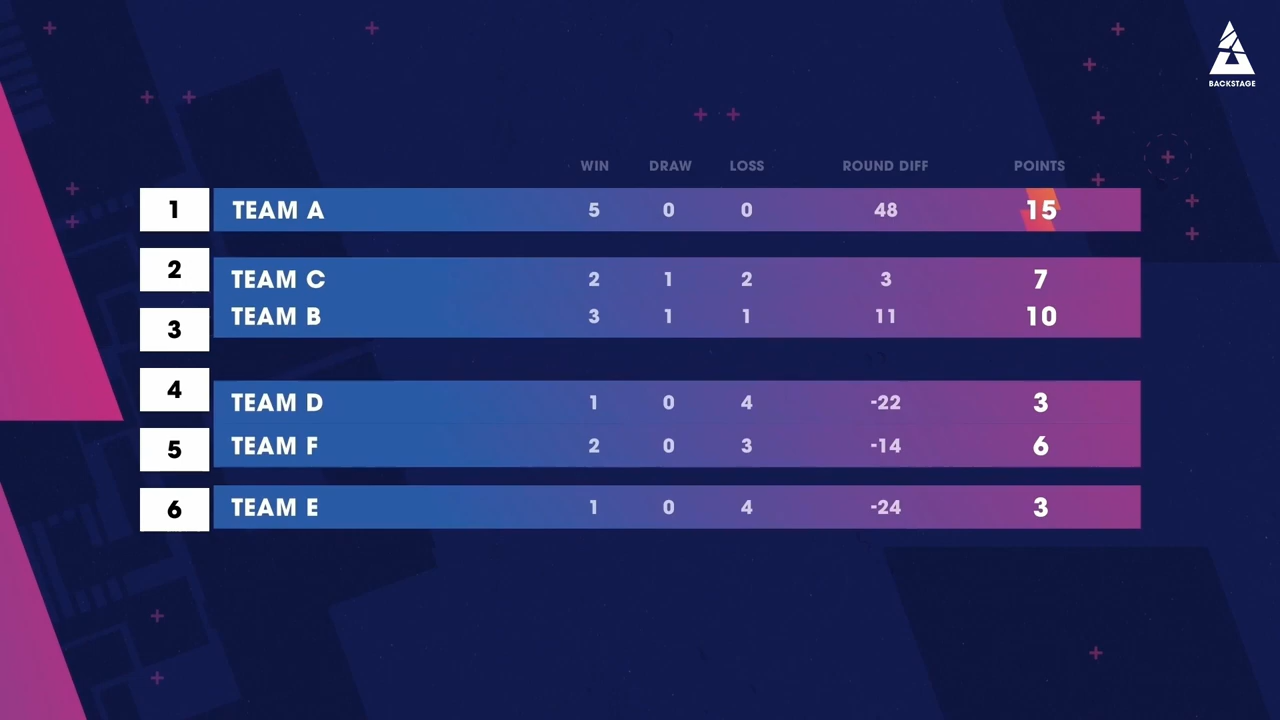 BACKSTAGE
WIN DRAW LOSS ROUND DIFF POINTS
1 TEAM A 5 0 0 48 15
2 TEAM C 2 1 2 3 7
3 TEAM B 3 1 1 11 10
4 TEAM D 1 0 4 -22 3
5 TEAM F 2 0 3 -14 6
6 TEAM E 1 0 4 -24 3